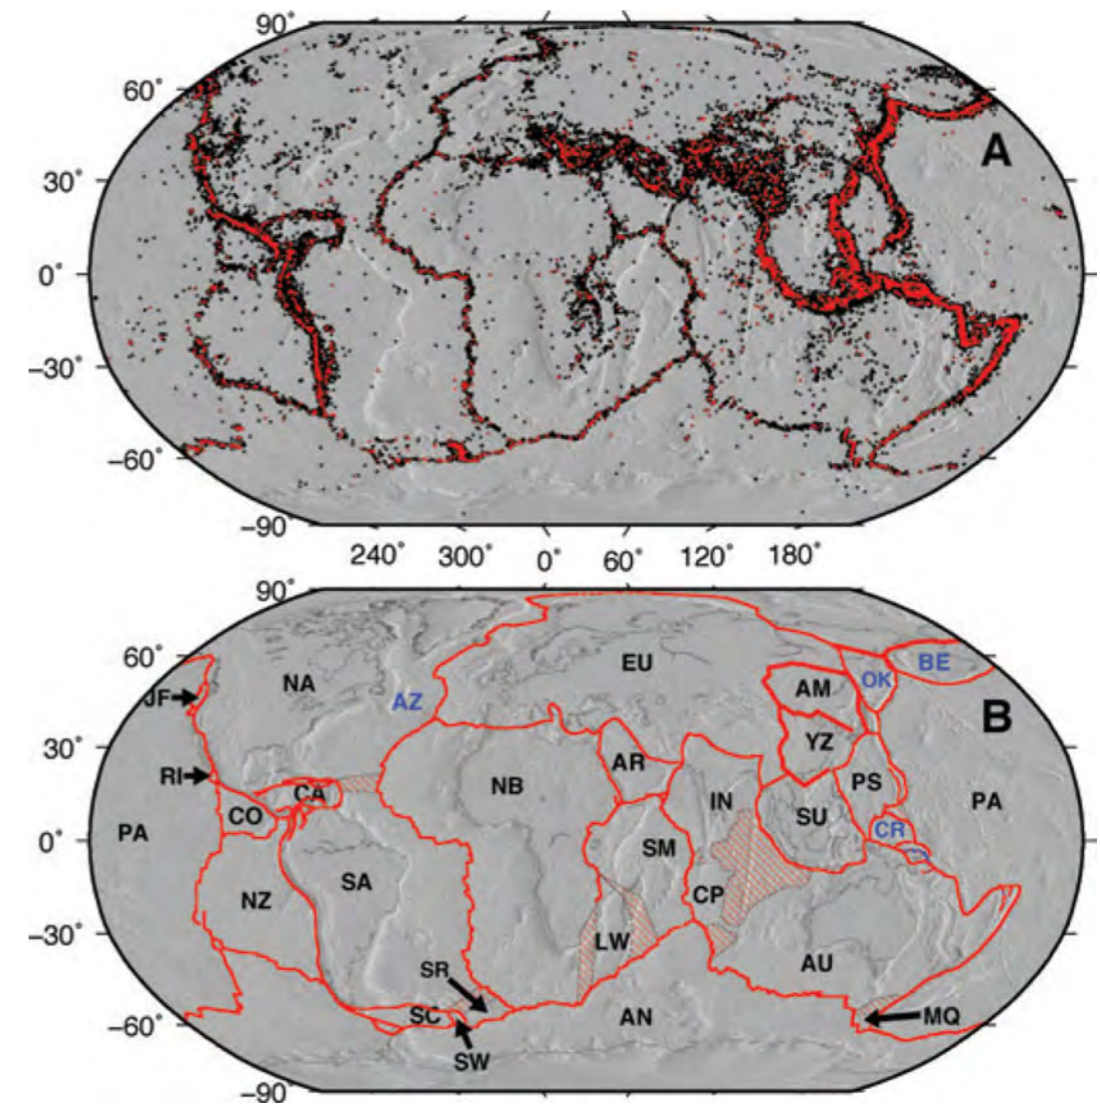 90°
60°
A
30°
0°
−30°
−60°
−90°
240° 300° 0° 60° 120° 180°
90°
60°
EU
BE
OK
NA
AM
JF
AZ
B
30°
YZ
AR
RI
PS
NB
CA
IN
PA
CO
SU
PA
CR
0°
SM
SA
CP
NZ
−30°
LW
AU
SR
SC
AN
MQ
−60°
SW
−90°